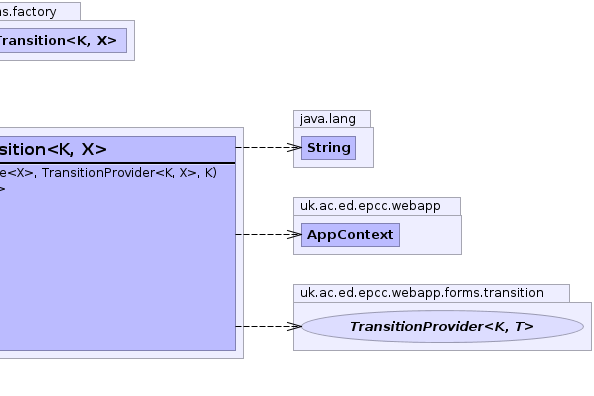 ns.factory
Transition<K, X>
java.lang
String
sition<K, X>
e<X>, TransitionProvider<K, X>, K)
>
uk.ac.ed.epcc.webapp
AppContext
uk.ac.ed.epcc.webapp.forms.transition
TransitionProvider<K, T>